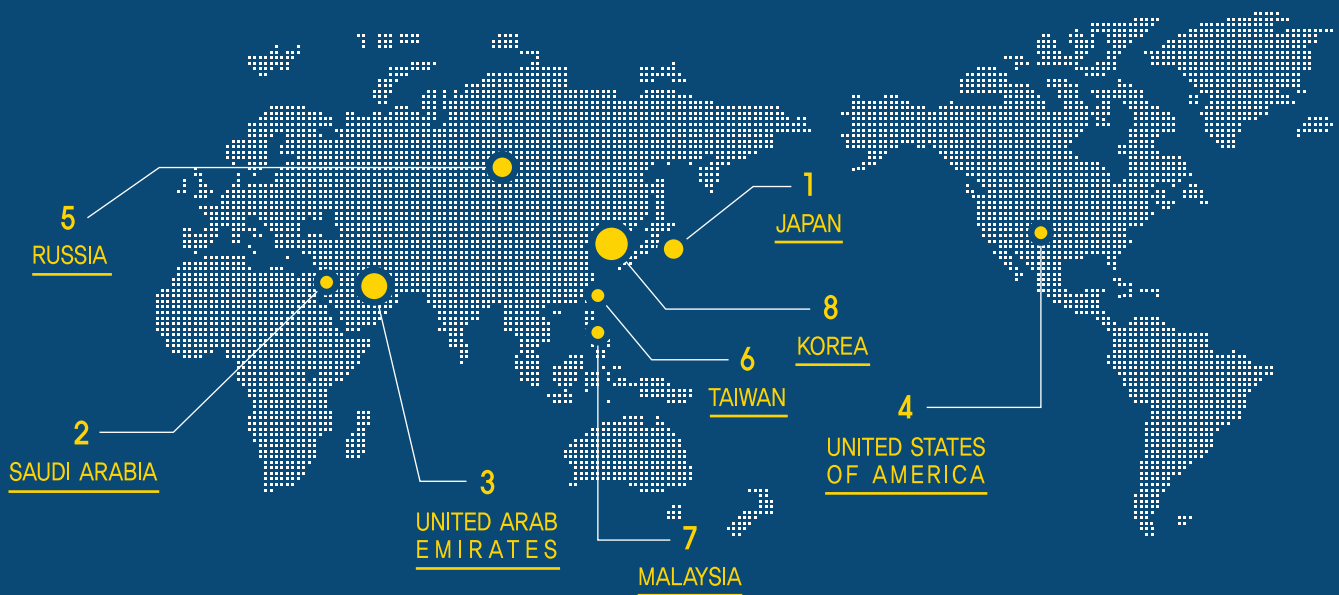 1
JAPAN
5
RUSSIA
8
KOREA
6
TAIWAN
4
UNITED STATES
OF AMERICA
2
SAUDI ARABIA
3
UNITED ARAB
EMIRATES
7
MALAYSIA